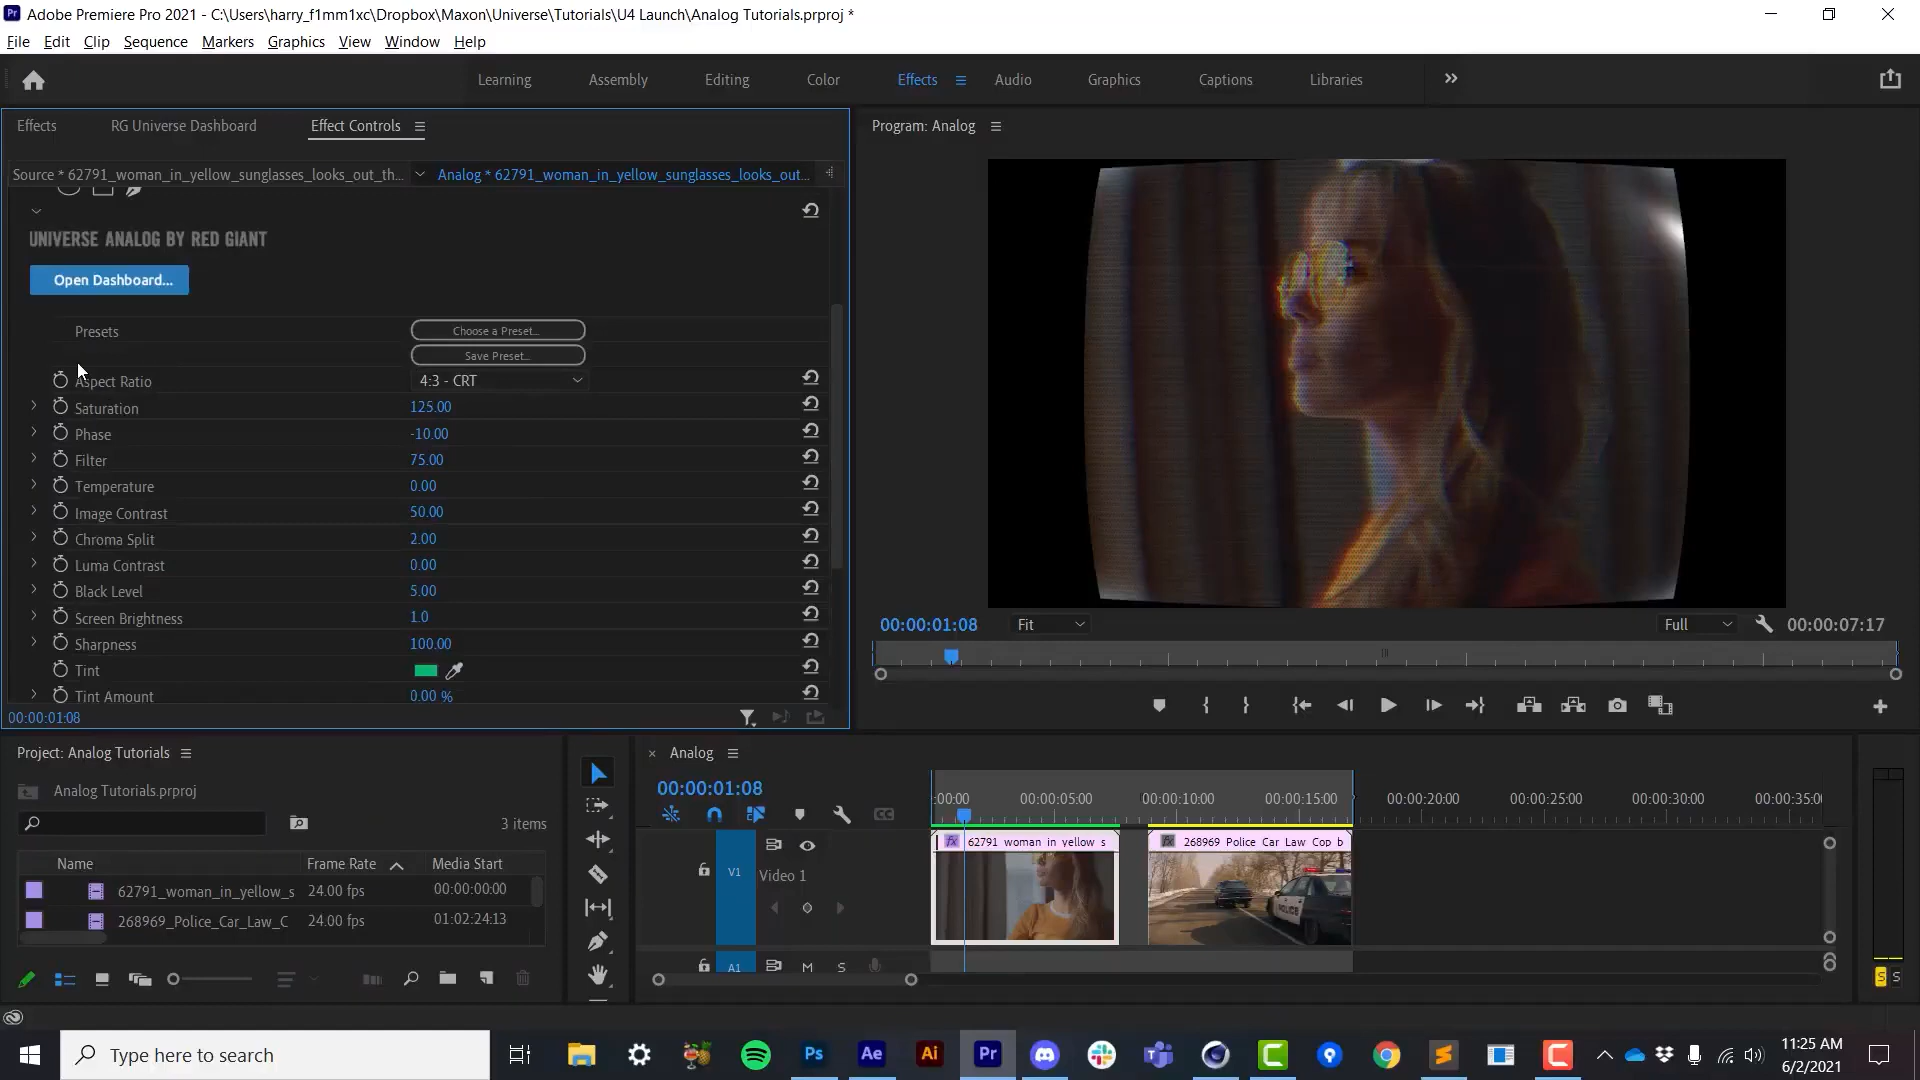 Adobe Premiere Pro 2021 - C:\Users\harry_f1mm1xc\Dropbox\Maxon\Universe\Tutorials\U4 Launch\Analog Tutorials.prproj *
File Edit Clip Sequence Markers Graphics View Window Help
Learning Assembly Editing Color Effects Audio Graphics Captions Libraries
Effects RG Universe Dashboard Effect Controls
Source * 62791_woman_in_yellow_sunglasses_looks_out_th... Analog * 62791_woman_in_yellow_sunglasses_looks_out...
UNIVERSE ANALOG BY RED GIANT
Open Dashboard...
Presets Choose a Preset...
Save Preset...
Aspect Ratio 4:3 - CRT
Saturation 125.00
Phase -10.00
Filter 75.00
Temperature 0.00
Image Contrast 50.00
Chroma Split 2.00
Luma Contrast 0.00
Black Level 5.00
Screen Brightness 1.0
Sharpness 100.00
Tint
Tint Amount 0.00 %
00:00:01:08
Program: Analog
00:00:01:08 Fit Full 00:00:07:17
Project: Analog Tutorials
Analog Tutorials.prproj
3 items
Name Frame Rate Media Start
62791_woman_in_yellow_s 24.00 fps 00:00:00:00
268969_Police_Car_Law_C 24.00 fps 01:02:24:13
Analog
00:00:01:08
:00:00 00:00:05:00 00:00:10:00 00:00:15:00 00:00:20:00 00:00:25:00 00:00:30:00 00:00:35:00
CC
fx 62791 woman in yellow s fx 268969 Police Car Law Cop b
V1 Video 1
POLICE
A1 M S
S S
Type here to search
Ps Ae Ai Pr
11:25 AM
6/2/2021